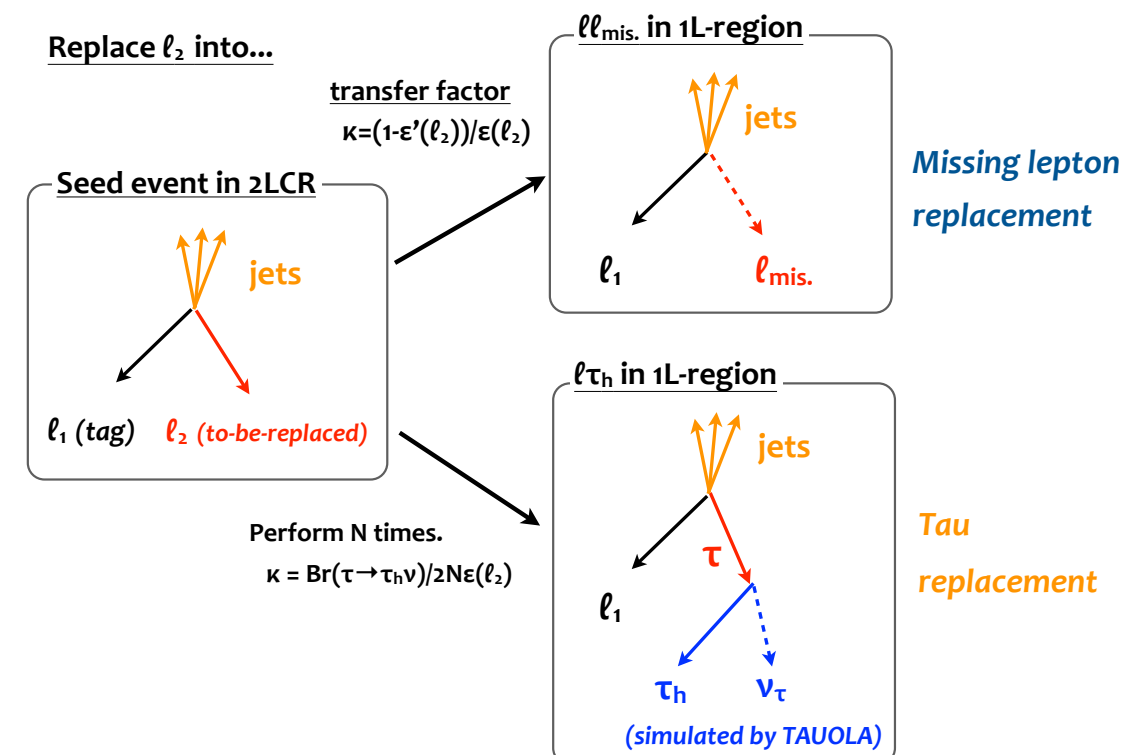 Replace ℓ₂ into...
transfer factor
κ=(1-ε’(ℓ₂))/ε(ℓ₂)
Seed event in 2LCR
jets
ℓ₁ (tag) ℓ₂ (to-be-replaced)
ℓℓmis. in 1L-region
jets
ℓ₁ ℓmis.
Missing lepton
replacement
Perform N times.
κ = Br(τ→τₕν)/2Nε(ℓ₂)
ℓτₕ in 1L-region
jets
τ
ℓ₁
τₕ ντ
(simulated by TAUOLA)
Tau
replacement